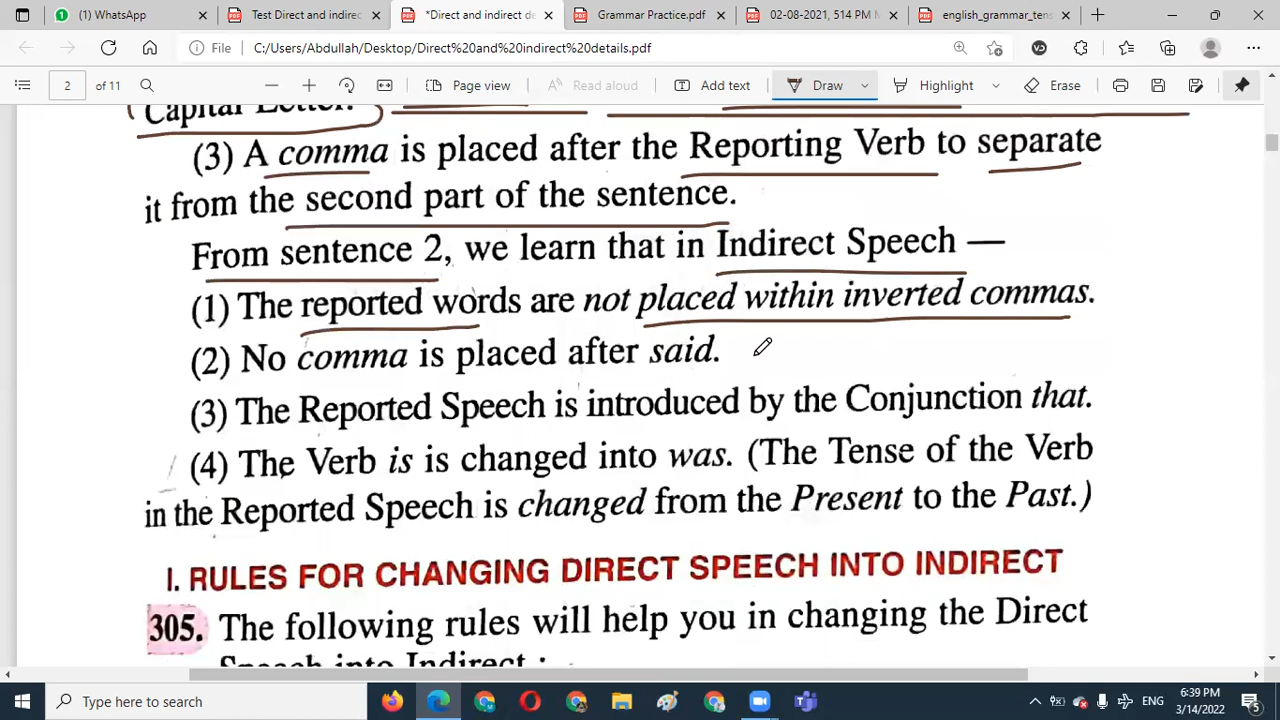 (1) WhatsApp
Test Direct and indirec
*Direct and indirect de
Grammar Practice.pdf
02-08-2021, 5:14 PM M
english_grammar_tens
File C:/Users/Abdullah/Desktop/Direct%20and%20indirect%20details.pdf
2 of 11
Page view
Read aloud
Add text
Draw
Highlight
Erase
Capital Letter.
(3) A comma is placed after the Reporting Verb to separate
it from the second part of the sentence.
From sentence 2, we learn that in Indirect Speech —
(1) The reported words are not placed within inverted commas.
(2) No comma is placed after said.
(3) The Reported Speech is introduced by the Conjunction that.
(4) The Verb is is changed into was. (The Tense of the Verb
in the Reported Speech is changed from the Present to the Past.)
I. RULES FOR CHANGING DIRECT SPEECH INTO INDIRECT
305. The following rules will help you in changing the Direct
Speech into Indirect :
Type here to search
ENG
6:39 PM
3/14/2022
5